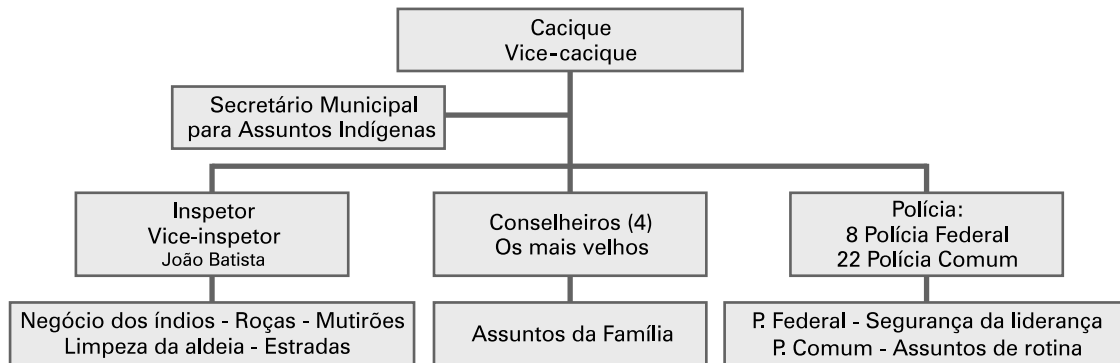 Cacique
Vice-cacique
Secretário Municipal
para Assuntos Indígenas
Inspetor
Vice-inspetor
João Batista
Conselheiros (4)
Os mais velhos
Polícia:
8 Polícia Federal
22 Polícia Comum
Negócio dos índios - Roças - Mutirões
Limpeza da aldeia - Estradas
Assuntos da Família
P. Federal - Segurança da liderança
P. Comum - Assuntos de rotina